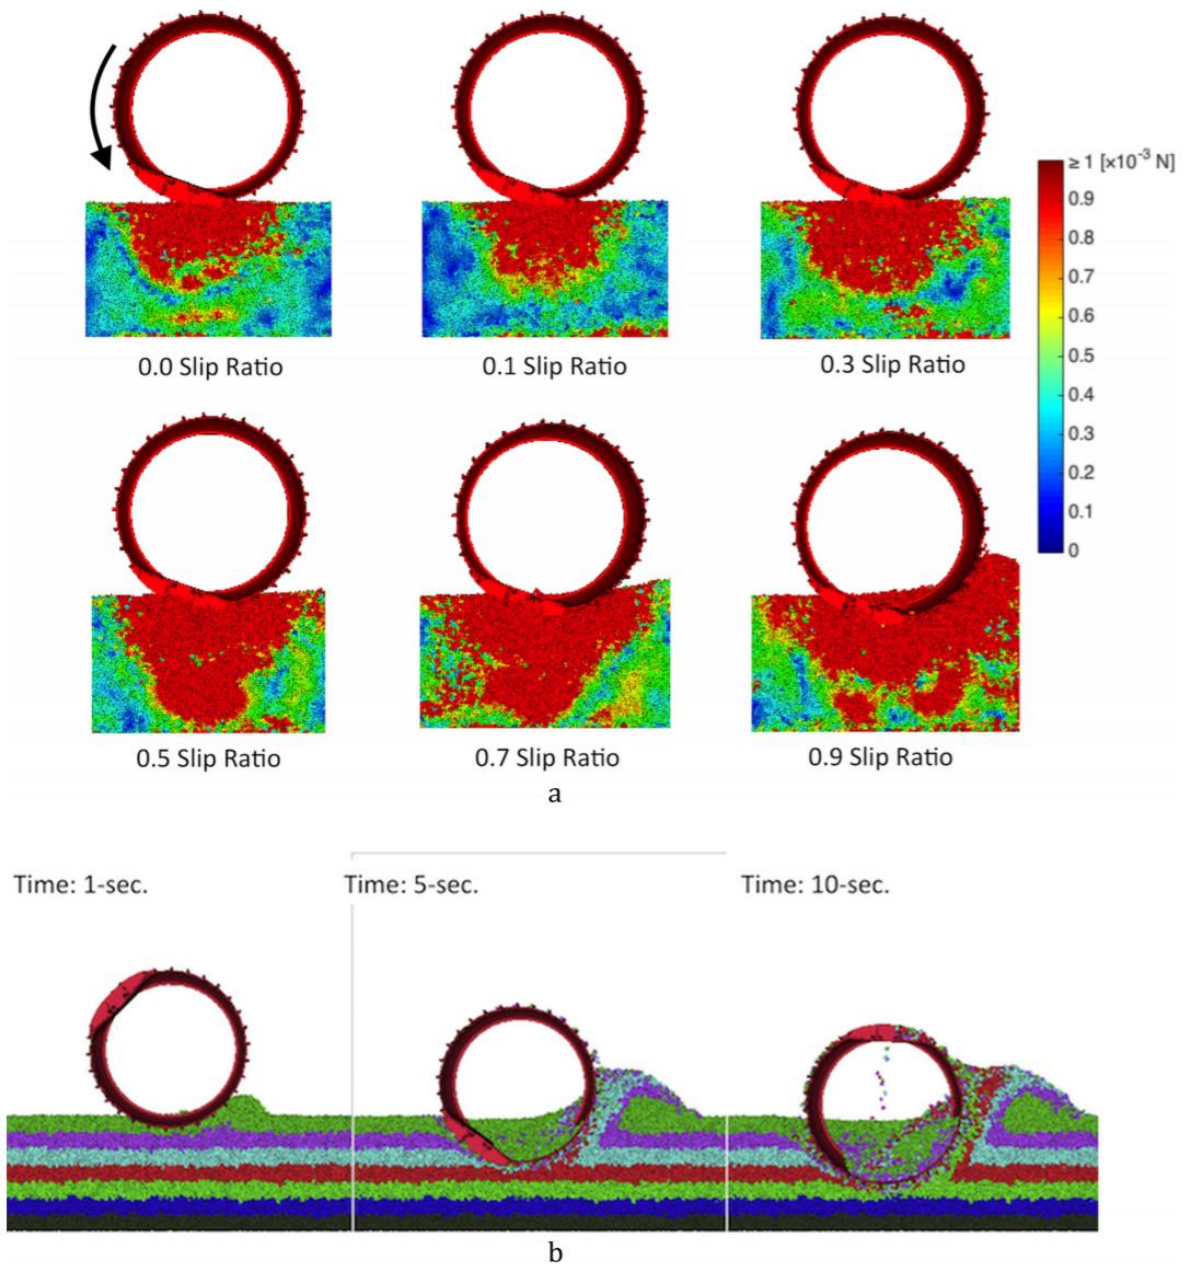 ≥ 1 [×10⁻³ N]
0.9
0.8
0.7
0.6
0.5
0.4
0.3
0.2
0.1
0
0.0 Slip Ratio
0.1 Slip Ratio
0.3 Slip Ratio
0.5 Slip Ratio
0.7 Slip Ratio
0.9 Slip Ratio
a
Time: 1-sec.
Time: 5-sec.
Time: 10-sec.
b